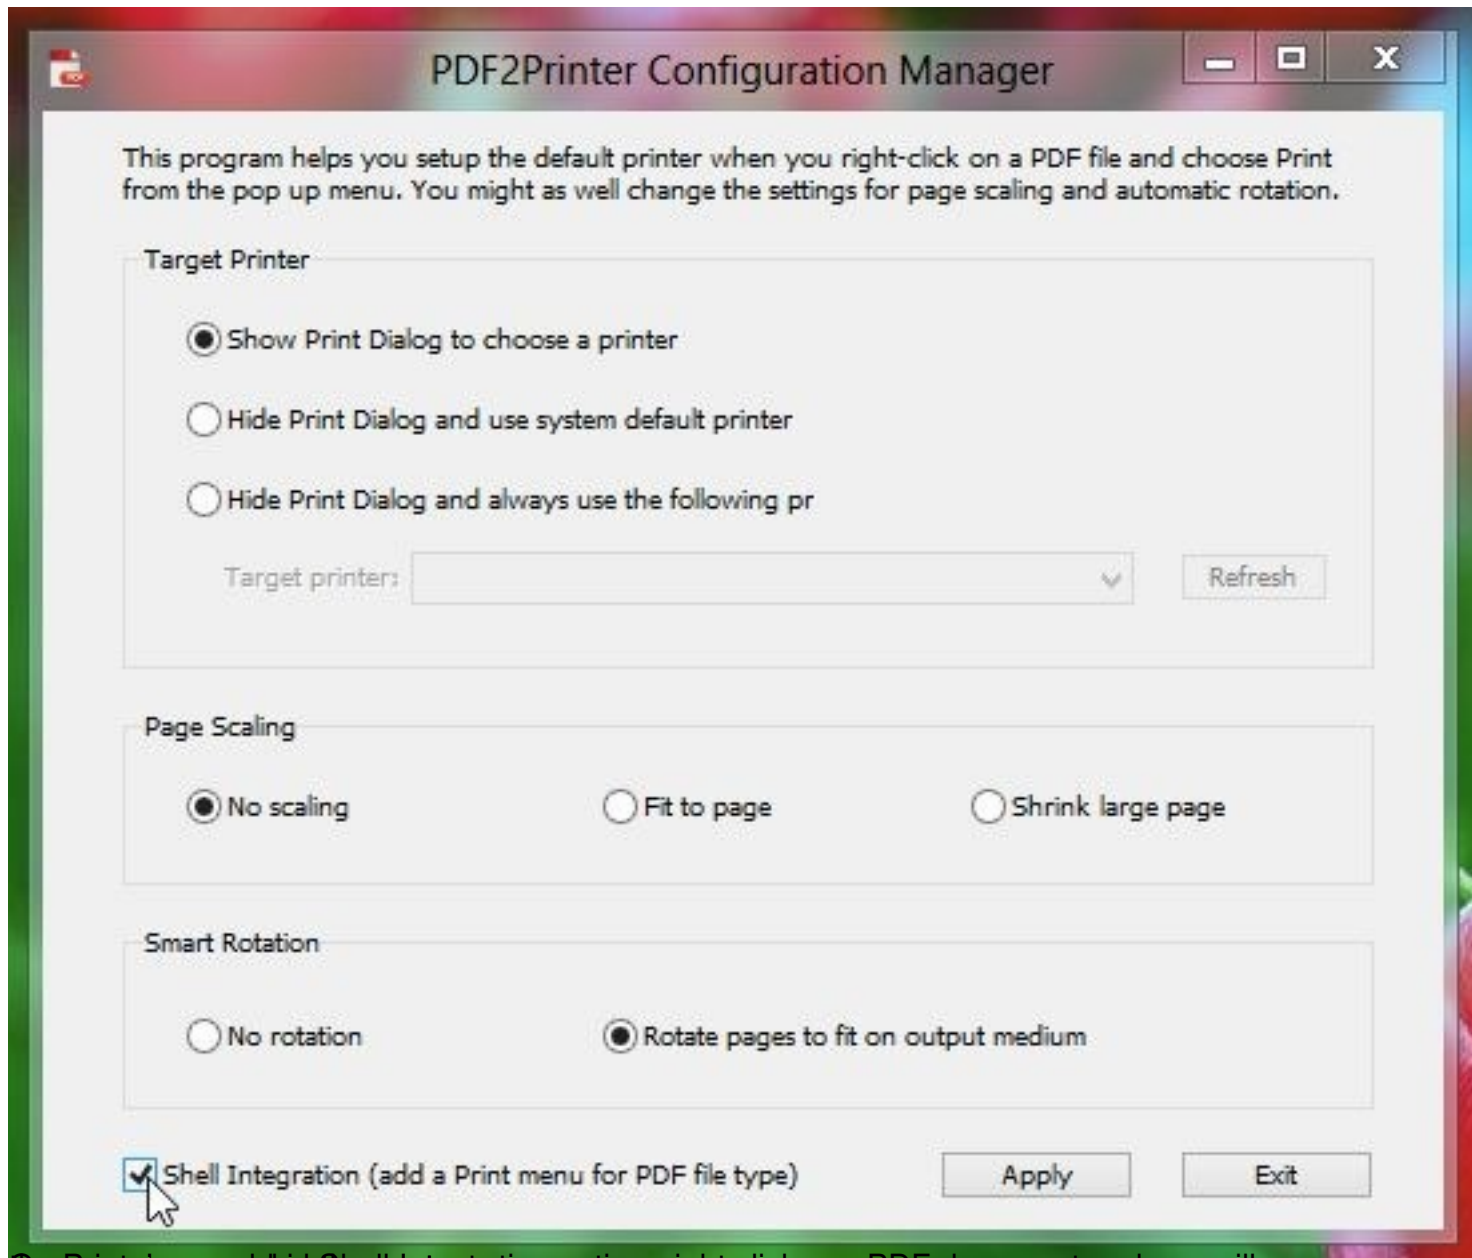 PDF2Printer Configuration Manager
This program helps you setup the default printer when you right-click on a PDF file and choose Print
from the pop up menu. You might as well change the settings for page scaling and automatic rotation.
Target Printer
Show Print Dialog to choose a printer
Hide Print Dialog and use system default printer
Hide Print Dialog and always use the following pr
Target printer:
Refresh
Page Scaling
No scaling
Fit to page
Shrink large page
Smart Rotation
No rotation
Rotate pages to fit on output medium
Shell Integration (add a Print menu for PDF file type)
Apply
Exit